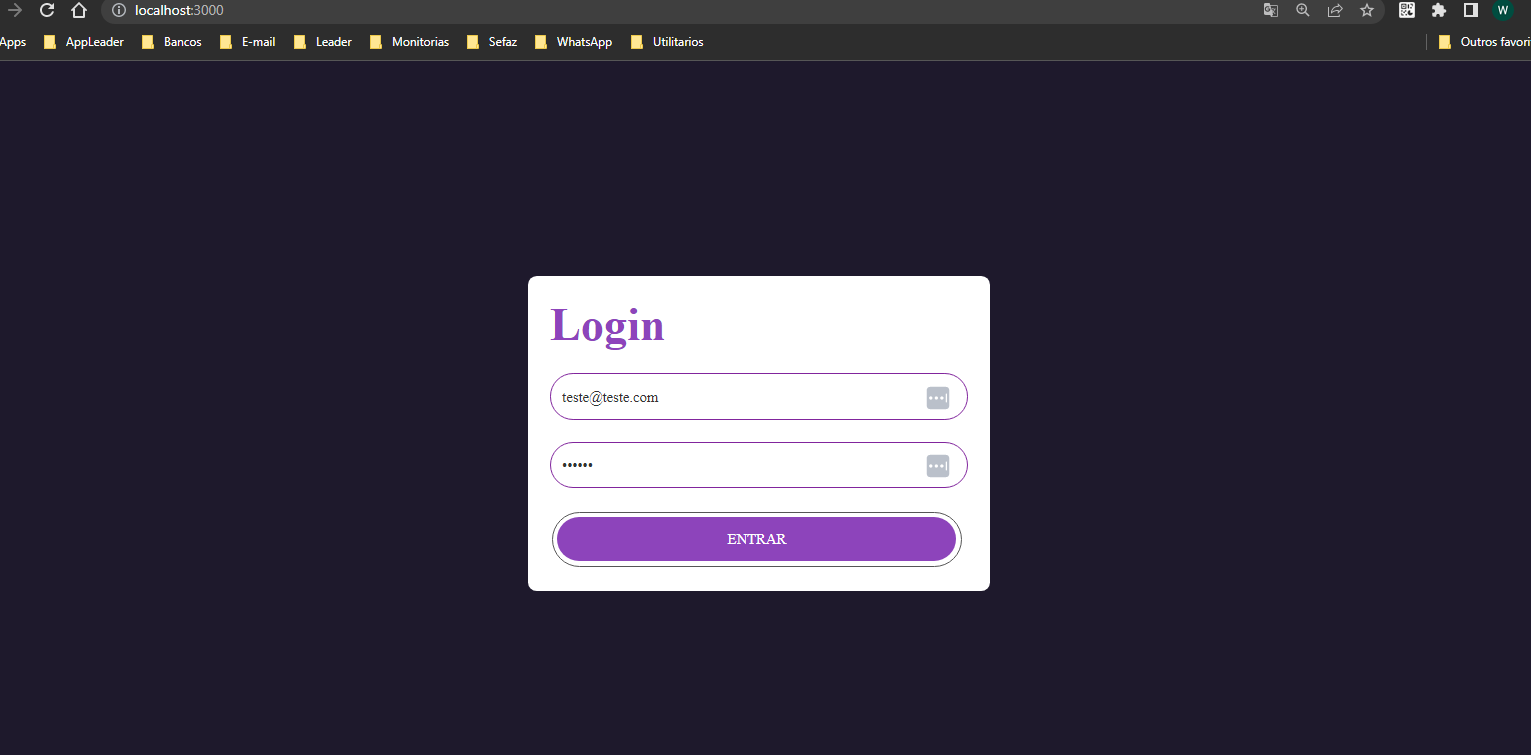 localhost:3000
W
Apps AppLeader Bancos E-mail Leader Monitorias Sefaz WhatsApp Utilitarios Outros favori
Login
teste@teste.com
••••••
ENTRAR